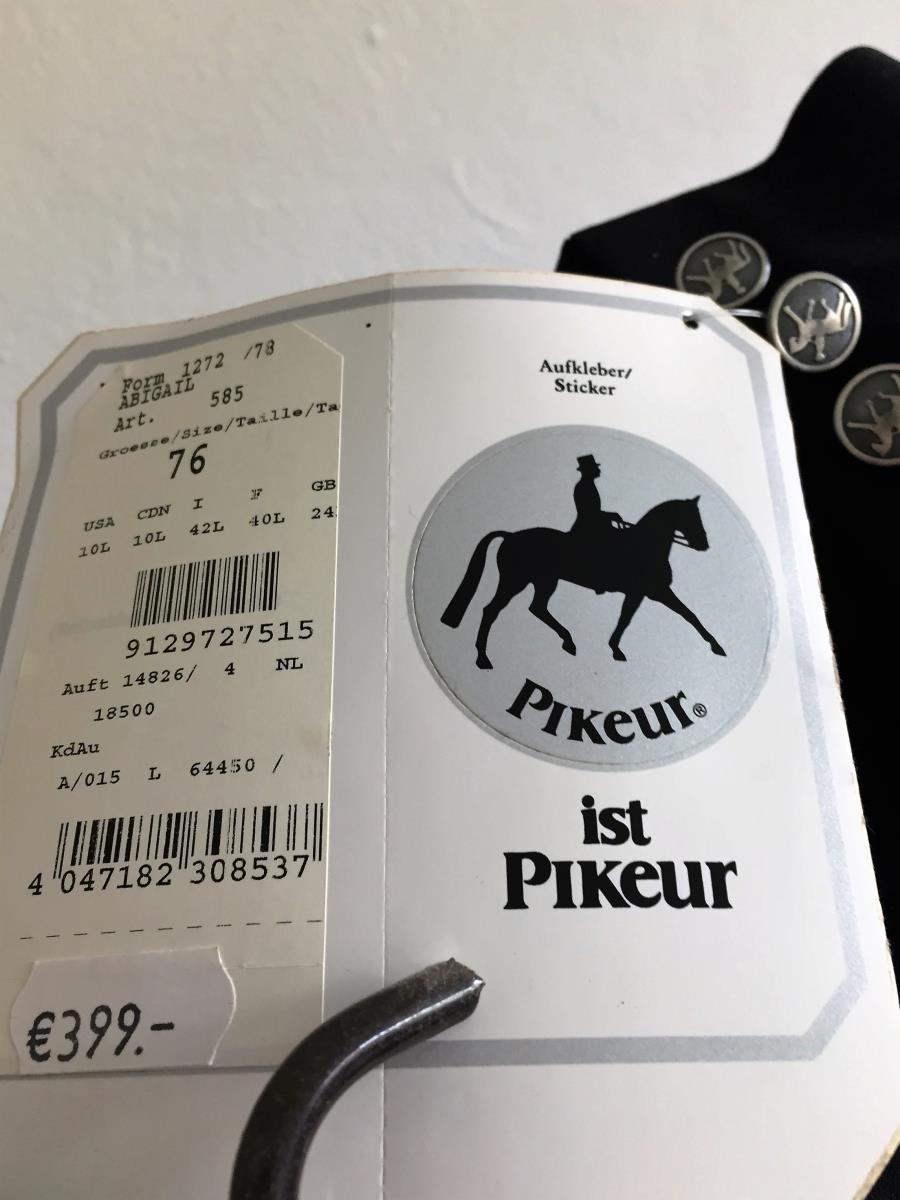 Form 1272 /78
ABIGAIL
Art. 585
Groesse/Size/Taille/Ta
76
USA CDN I F GB
10L 10L 42L 40L 24
9129727515
Auft 14826/ 4 NL
18500
KdAu
A/015 L 64450 /
4 047182 308537
€399.-
Aufkleber/
Sticker
PIKeur®
ist
PIKeur